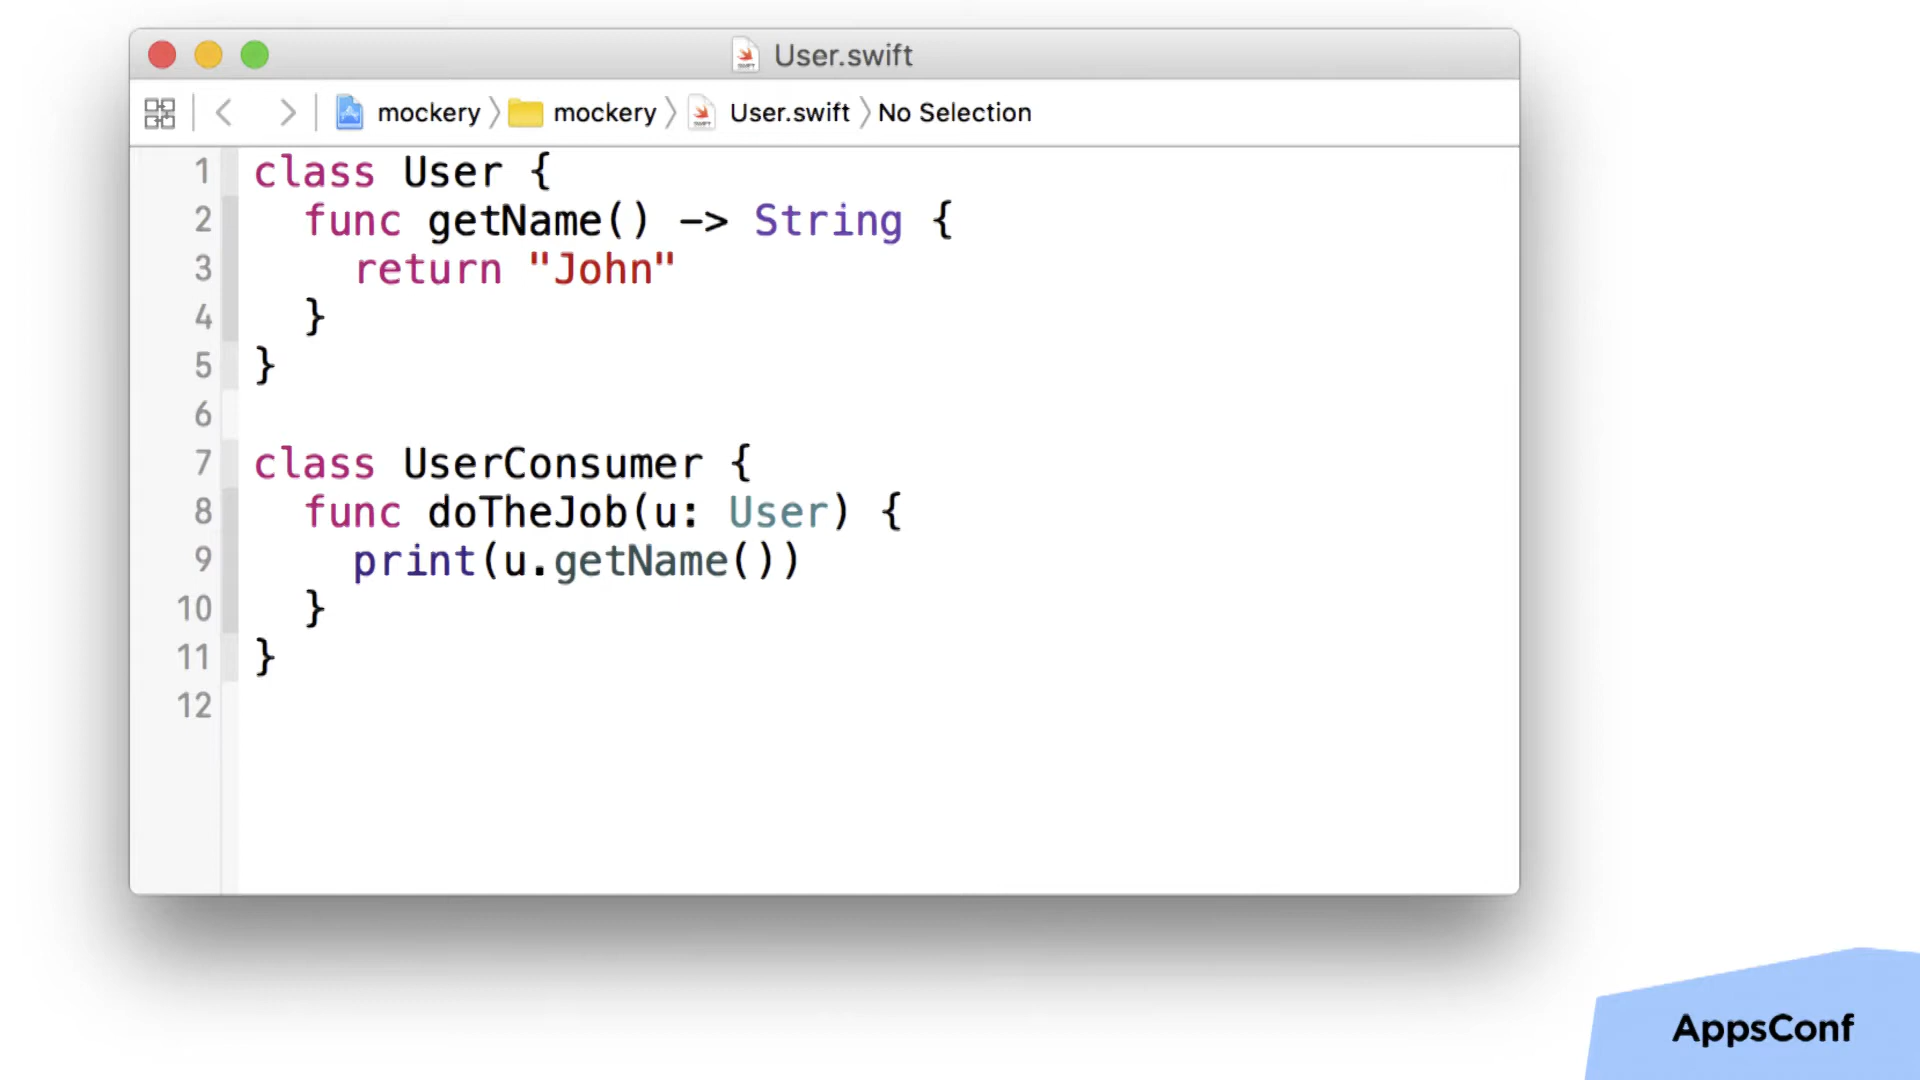 User.swift
mockery mockery User.swift No Selection
1 class User {
2 func getName() -> String {
3 return "John"
4 }
5 }
6
7 class UserConsumer {
8 func doTheJob(u: User) {
9 print(u.getName())
10 }
11 }
12
AppsConf